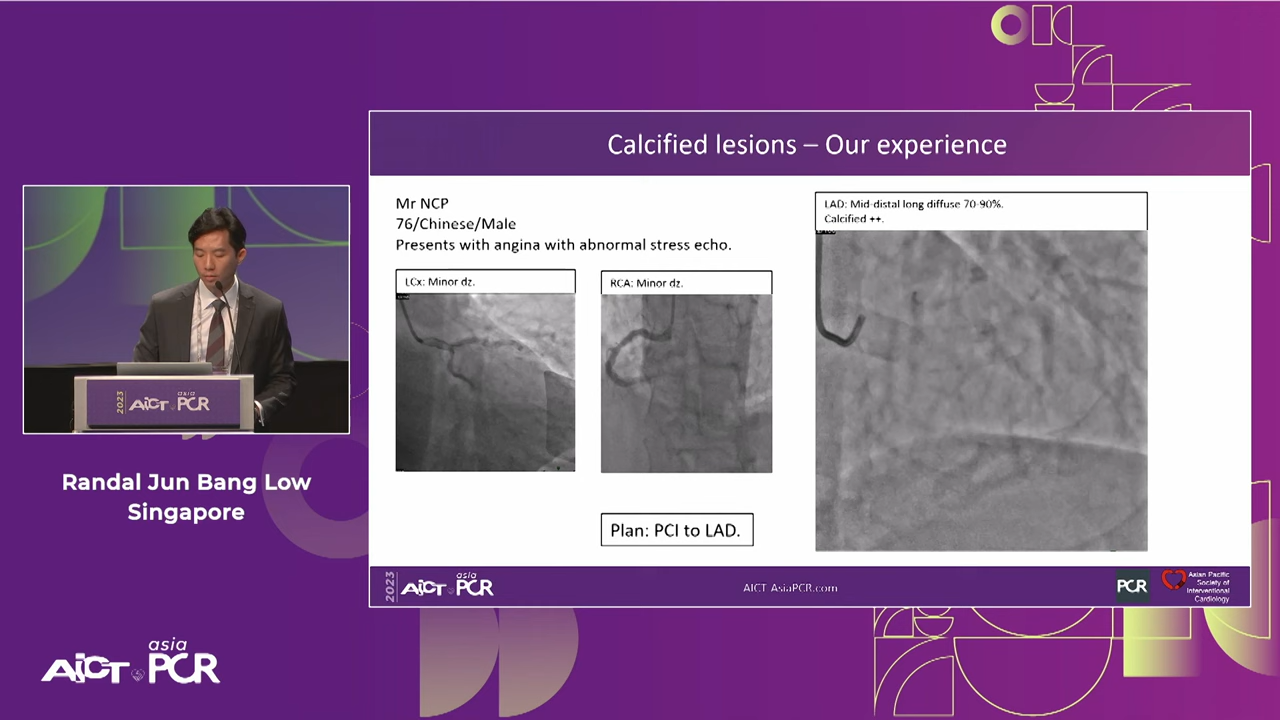 Calcified lesions – Our experience
Mr NCP
76/Chinese/Male
Presents with angina with abnormal stress echo.
LCx: Minor dz.
RCA: Minor dz.
LAD: Mid-distal long diffuse 70-90%.
Calcified ++.
Plan: PCI to LAD.
2023 AICT asia PCR
AICT AsiaPCR.com
PCR
Asian Pacific
Society of
Interventional
Cardiology
2023 AICT asia PCR
Randal Jun Bang Low
Singapore
AICT asia PCR